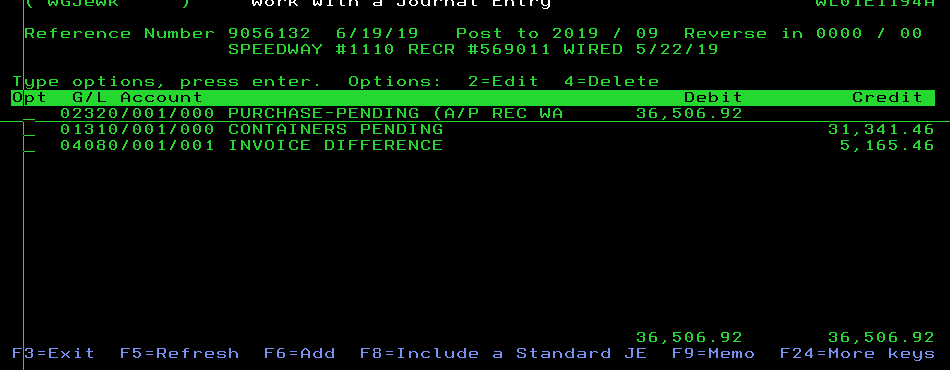 ( WGJeWk ) Work with a Journal Entry WL01E1194A
Reference Number 9056132 6/19/19 Post to 2019 / 09 Reverse in 0000 / 00
SPEEDWAY #1110 RECR #569011 WIRED 5/22/19
Type options, press enter. Options: 2=Edit 4=Delete
Opt G/L Account Debit Credit
_ 02320/001/000 PURCHASE-PENDING (A/P REC WA 36,506.92
_ 01310/001/000 CONTAINERS PENDING 31,341.46
_ 04080/001/001 INVOICE DIFFERENCE 5,165.46
36,506.92 36,506.92
F3=Exit F5=Refresh F6=Add F8=Include a Standard JE F9=Memo F24=More keys